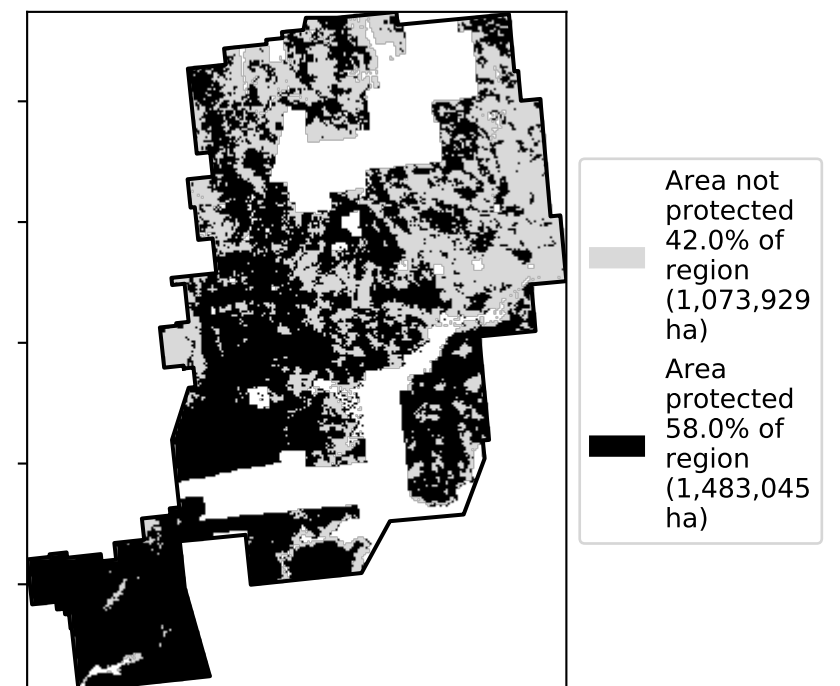 Area not
protected
42.0% of
region
(1,073,929
ha)
Area
protected
58.0% of
region
(1,483,045
ha)